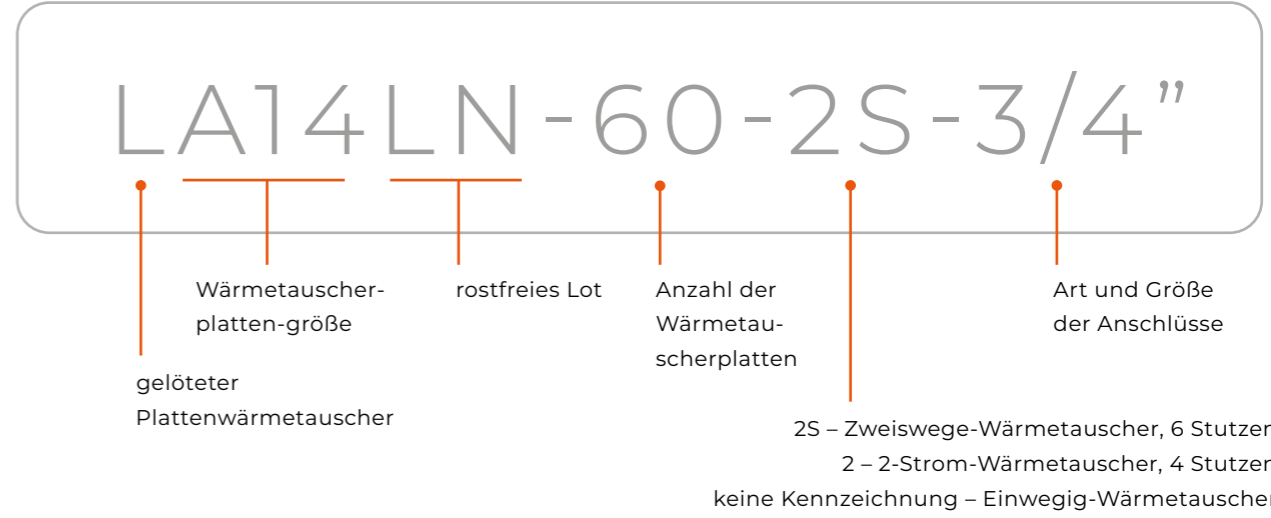 LA14LN-60-2S-3/4”
Wärmetauscher-
platten-größe
rostfreies Lot
Anzahl der
Wärmetau-
scherplatten
Art und Größe
der Anschlüsse
gelöteter
Plattenwärmetauscher
2S – Zweiswege-Wärmetauscher, 6 Stutzen
2 – 2-Strom-Wärmetauscher, 4 Stutzen
keine Kennzeichnung – Einwegig-Wärmetauscher